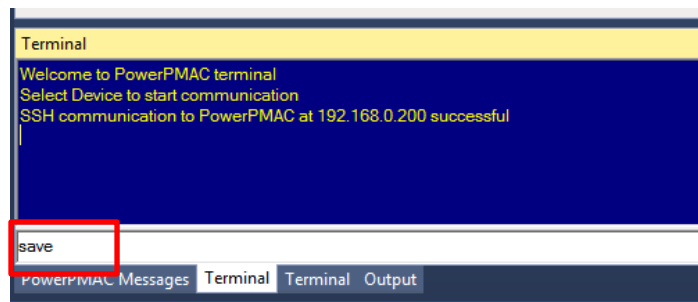 Terminal
Welcome to PowerPMAC terminal
Select Device to start communication
SSH communication to PowerPMAC at 192.168.0.200 successful
save
PowerPMAC Messages Terminal Terminal Output